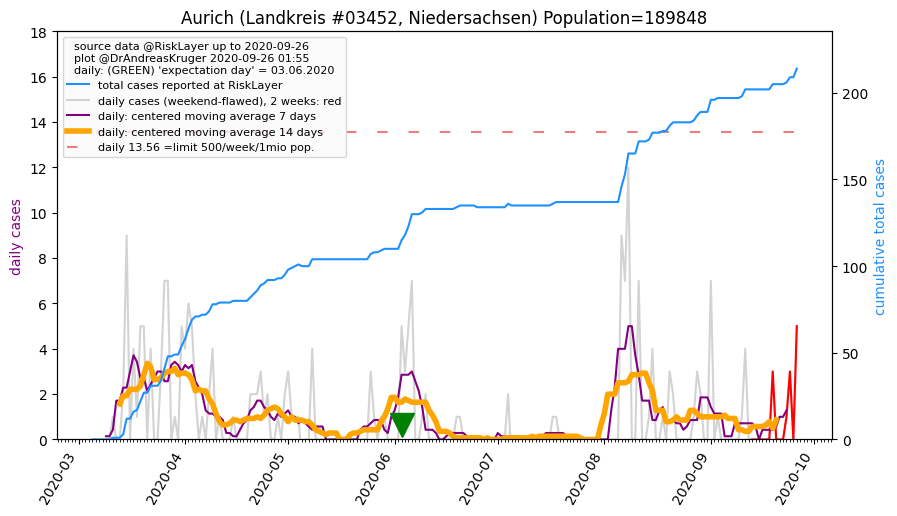 Aurich (Landkreis #03452, Niedersachsen) Population=189848
source data @RiskLayer up to 2020-09-26
plot @DrAndreasKruger 2020-09-26 01:55
daily: (GREEN) 'expectation day' = 03.06.2020
total cases reported at RiskLayer
daily cases (weekend-flawed), 2 weeks: red
daily: centered moving average 7 days
daily: centered moving average 14 days
daily 13.56 =limit 500/week/1mio pop.
daily cases
18
16
14
12
10
8
6
4
2
0
cumulative total cases
200
150
100
50
0
2020-03
2020-04
2020-05
2020-06
2020-07
2020-08
2020-09
2020-10